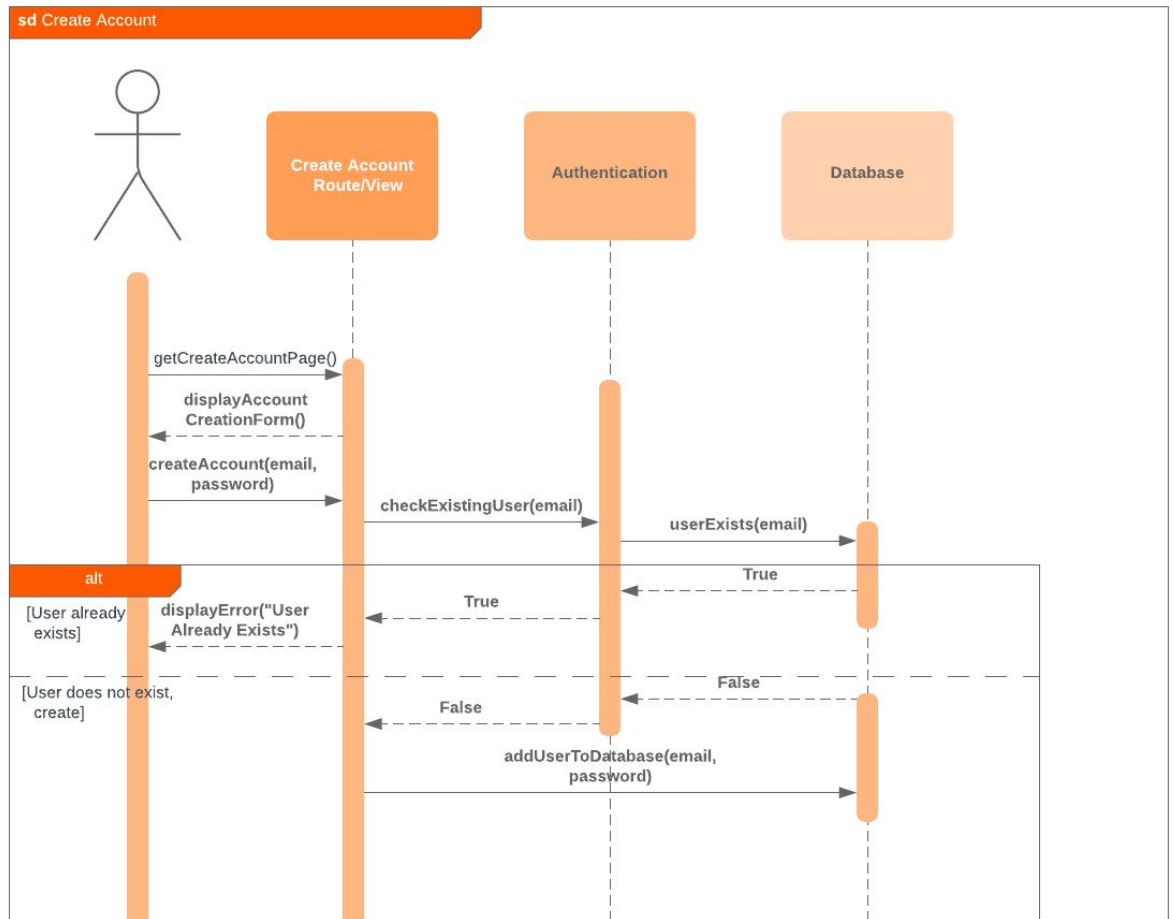 sd Create Account
Create Account
Route/View
Authentication
Database
getCreateAccountPage()
displayAccount
CreationForm()
createAccount(email,
password)
checkExistingUser(email)
userExists(email)
alt
True
True
[User already
exists]
displayError("User
Already Exists")
[User does not exist,
create]
False
False
addUserToDatabase(email,
password)